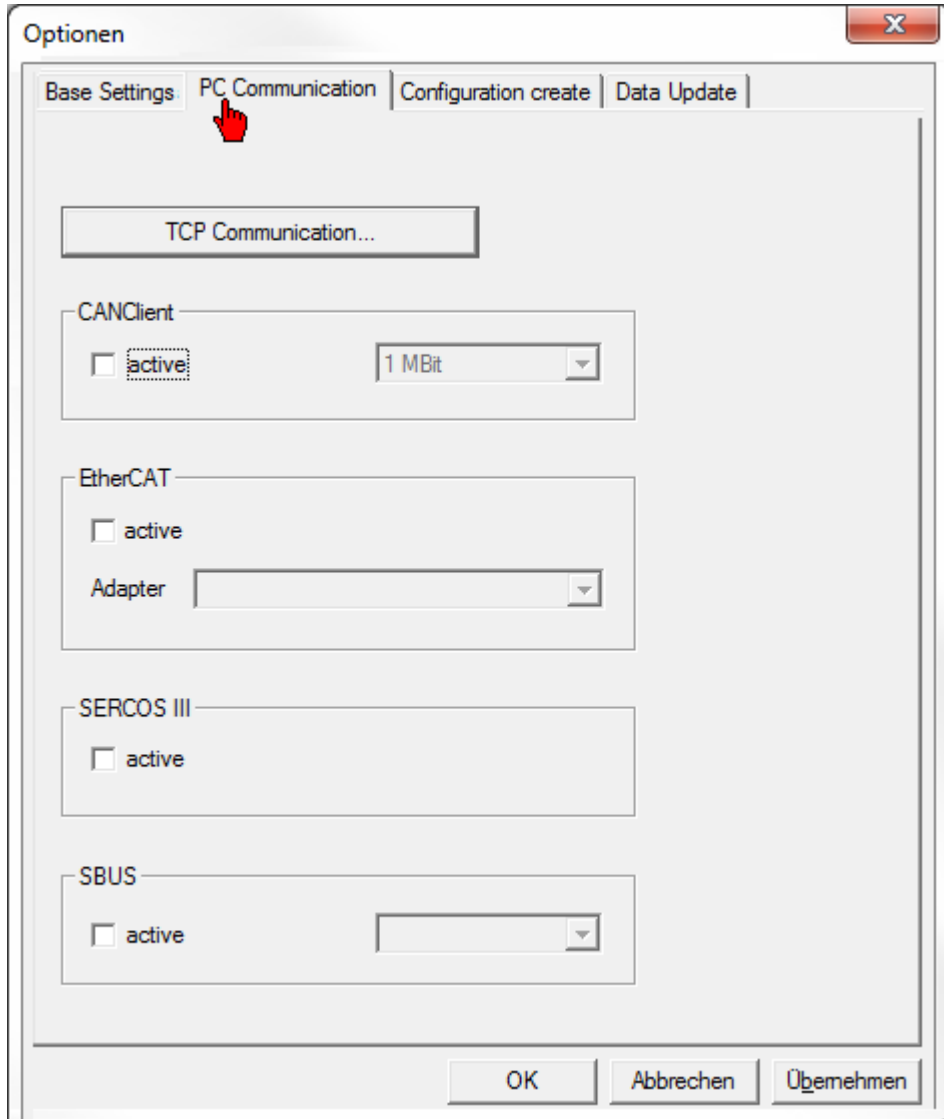 Optionen
Base Settings PC Communication Configuration create Data Update
TCP Communication...
CANClient
active 1 MBit
EtherCAT
active
Adapter
SERCOS III
active
SBUS
active
OK Abbrechen Übernehmen